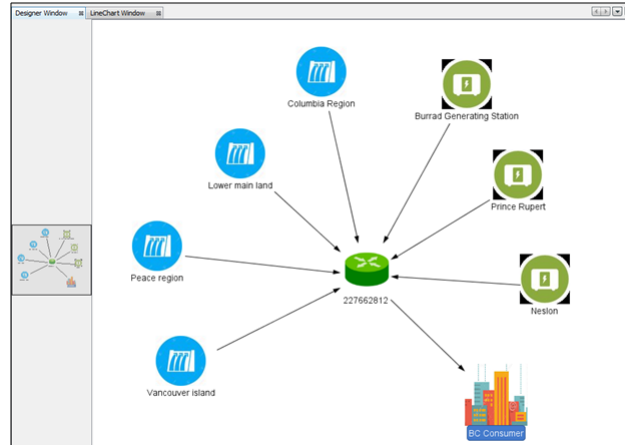 Designer Window
LineChart Window
Columbia Region
Burrad Generating Station
Lower main land
Prince Rupert
Peace region
227662812
Neslon
Vancouver island
BC Consumer